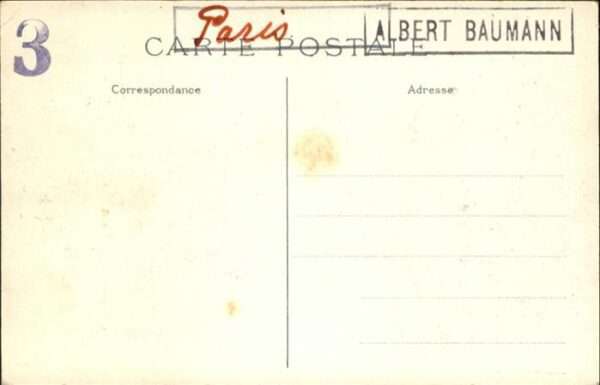 3
Paris.
ALBERT BAUMANN
CARTE POSTALE
Correspondance
Adresse